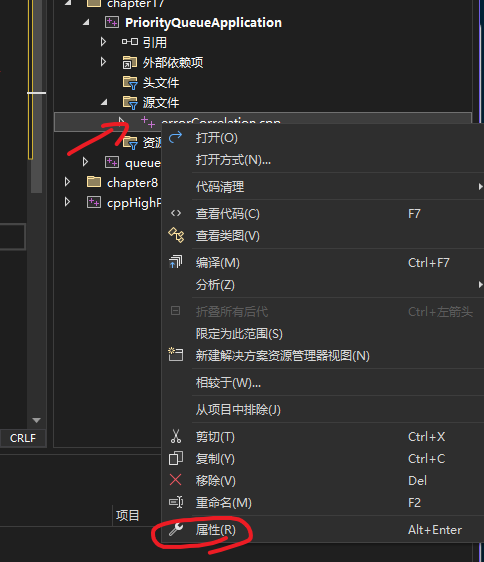 chapter17
PriorityQueueApplication
引用
外部依赖项
头文件
源文件
errorCorrelation.cpp
资源
queue
chapter8
cppHighP
打开(O)
打开方式(N)...
代码清理
查看代码(C) F7
查看类图(V)
编译(M) Ctrl+F7
分析(Z)
折叠所有后代 Ctrl+左箭头
限定为此范围(S)
新建解决方案资源管理器视图(N)
相较于(W)...
从项目中排除(J)
剪切(T) Ctrl+X
复制(Y) Ctrl+C
移除(V) Del
重命名(M) F2
属性(R) Alt+Enter
CRLF
项目